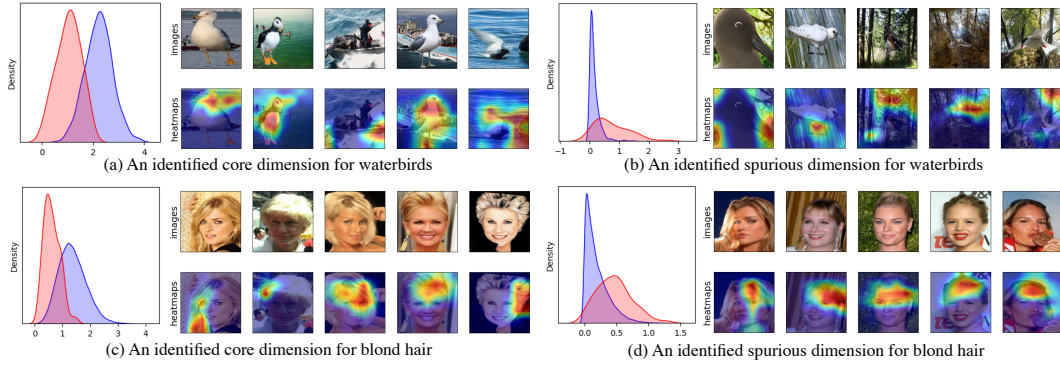 Density
images
heatmaps
0 2 4
(a) An identified core dimension for waterbirds
Density
images
heatmaps
−1 0 1 2 3
(b) An identified spurious dimension for waterbirds
Density
images
heatmaps
0 1 2 3 4
(c) An identified core dimension for blond hair
Density
images
heatmaps
0.0 0.5 1.0 1.5
(d) An identified spurious dimension for blond hair